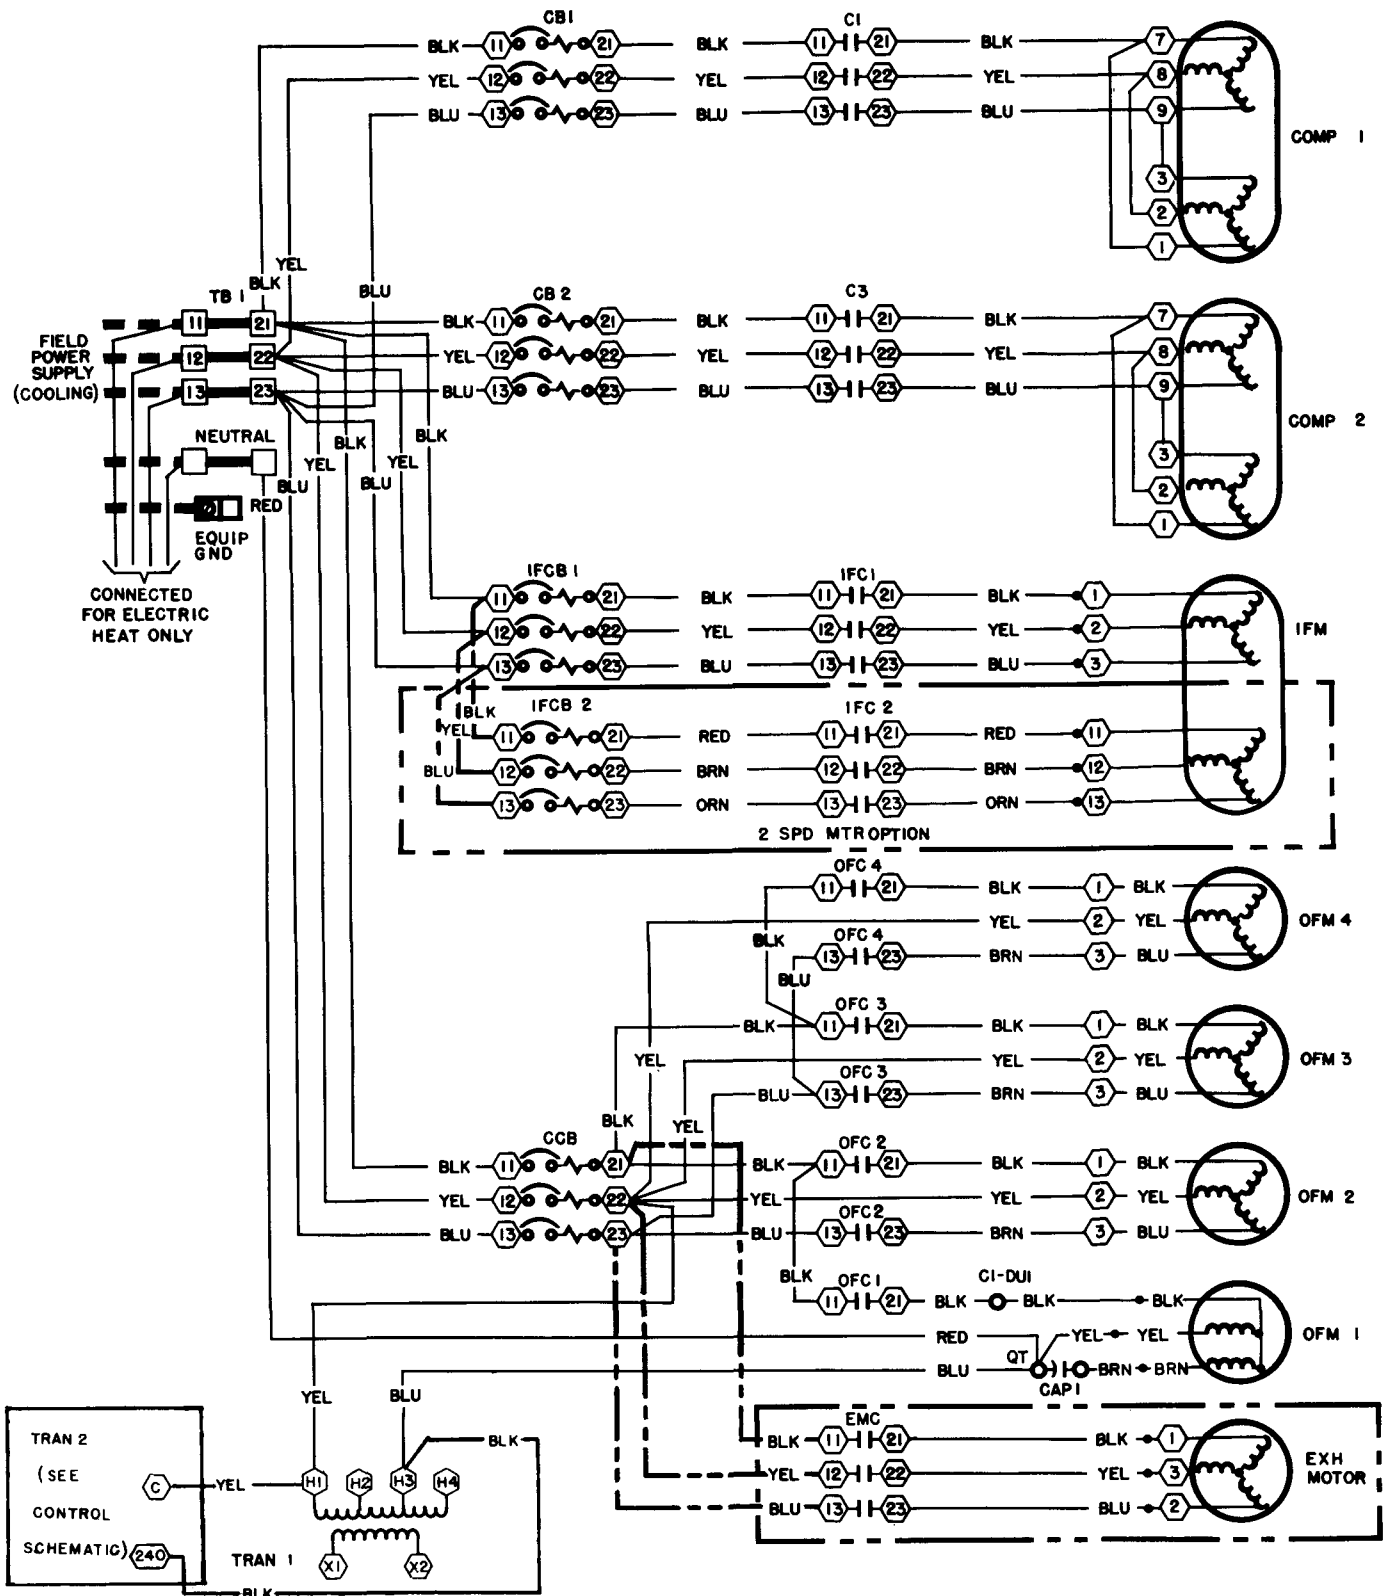 CB1 C1
BLK 11 21 BLK 11 21 BLK 7
YEL 12 22 YEL 12 22 YEL 8
BLU 13 23 BLU 13 23 BLU 9
COMP 1
3
2
1
YEL
BLK
BLU
TB 1 CB 2 C3
11 21 BLK 11 21 BLK 11 21 BLK 7
FIELD
POWER
SUPPLY
(COOLING)
12 22 YEL 12 22 YEL 12 22 YEL 8
13 23 BLU 13 23 BLU 13 23 BLU 9
COMP 2
NEUTRAL
BLK BLK
YEL YEL
BLU BLU
3
2
1
RED
EQUIP
GND
CONNECTED
FOR ELECTRIC
HEAT ONLY
IFCB 1 IFC1
11 21 BLK 11 21 BLK 1
12 22 YEL 12 22 YEL 2
13 23 BLU 13 23 BLU 3
IFM
IFCB 2 IFC 2
BLK
YEL
BLU
11 21 RED 11 21 RED 11
12 22 BRN 12 22 BRN 12
13 23 ORN 13 23 ORN 13
2 SPD MTR OPTION
OFC 4
11 21 BLK 1 BLK
YEL 2 YEL OFM 4
BLK OFC 4
13 23 BRN 3 BLU
BLU
OFC 3
BLK 11 21 BLK 1 BLK
YEL YEL 2 YEL OFM 3
OFC 3
BLU 13 23 BRN 3 BLU
BLK YEL
CCB OFC 2
BLK 11 21 BLK 11 21 BLK 1 BLK
YEL 12 22 YEL YEL 2 YEL OFM 2
OFC 2
BLU 13 23 BLU 13 23 BRN 3 BLU
BLK OFC 1 C1-DU1
11 21 BLK BLK BLK
RED YEL YEL OFM 1
QT
BLU BRN BRN
CAP 1
YEL BLU
EMC
BLK BLK 11 21 BLK 1
YEL 12 22 YEL 3
BLU 13 23 BLU 2
EXH
MOTOR
TRAN 2
(SEE
CONTROL
SCHEMATIC)
C YEL H1 H2 H3 H4
240
TRAN 1 X1 X2
BLK